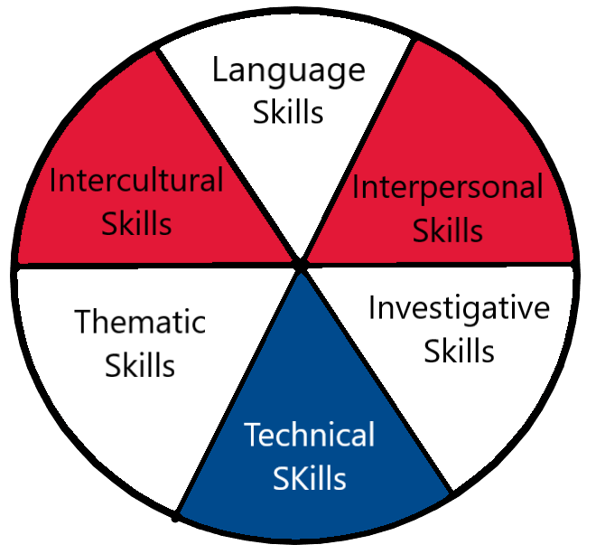 Language
Skills
Intercultural
Skills
Interpersonal
Skills
Thematic
Skills
Investigative
Skills
Technical
SKills